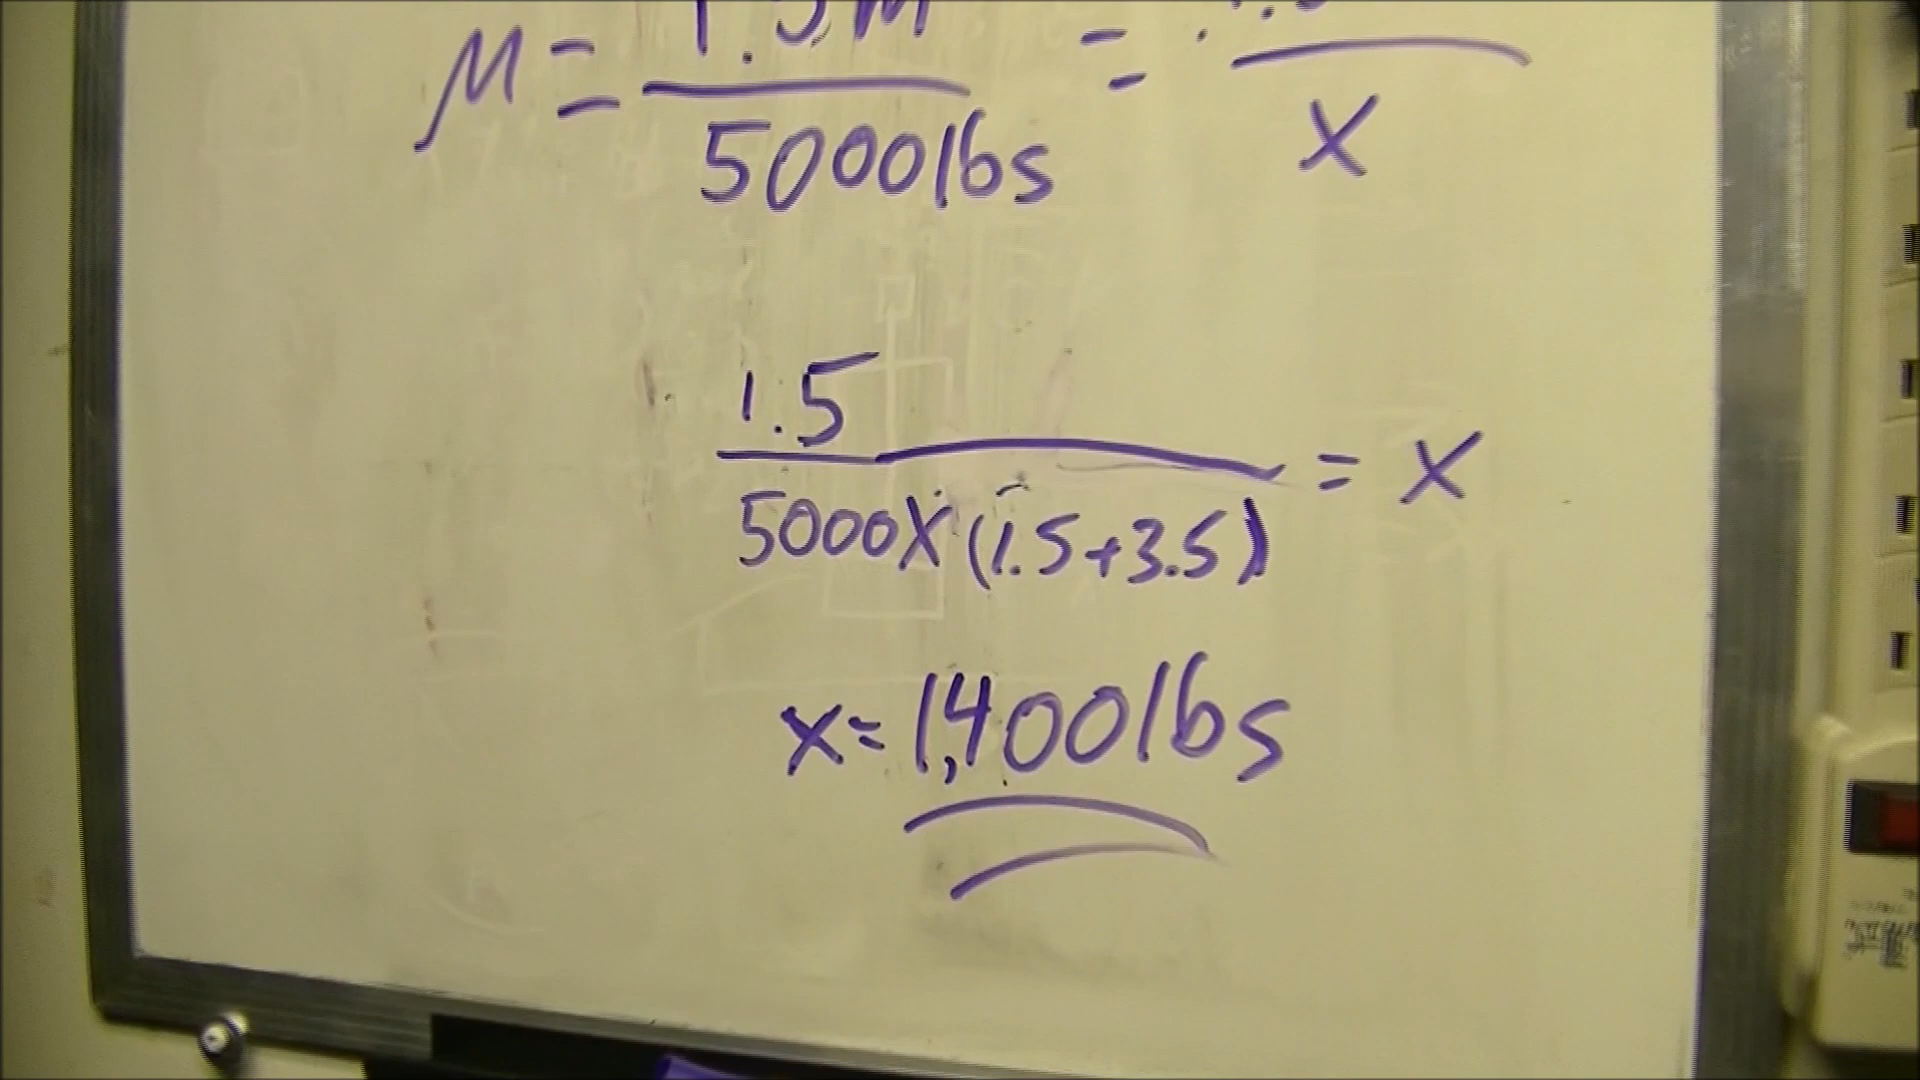 M = 1.5M =
5000lbs x
1.5
5000x (1.5+3.5) = x
x = 1,400lbs